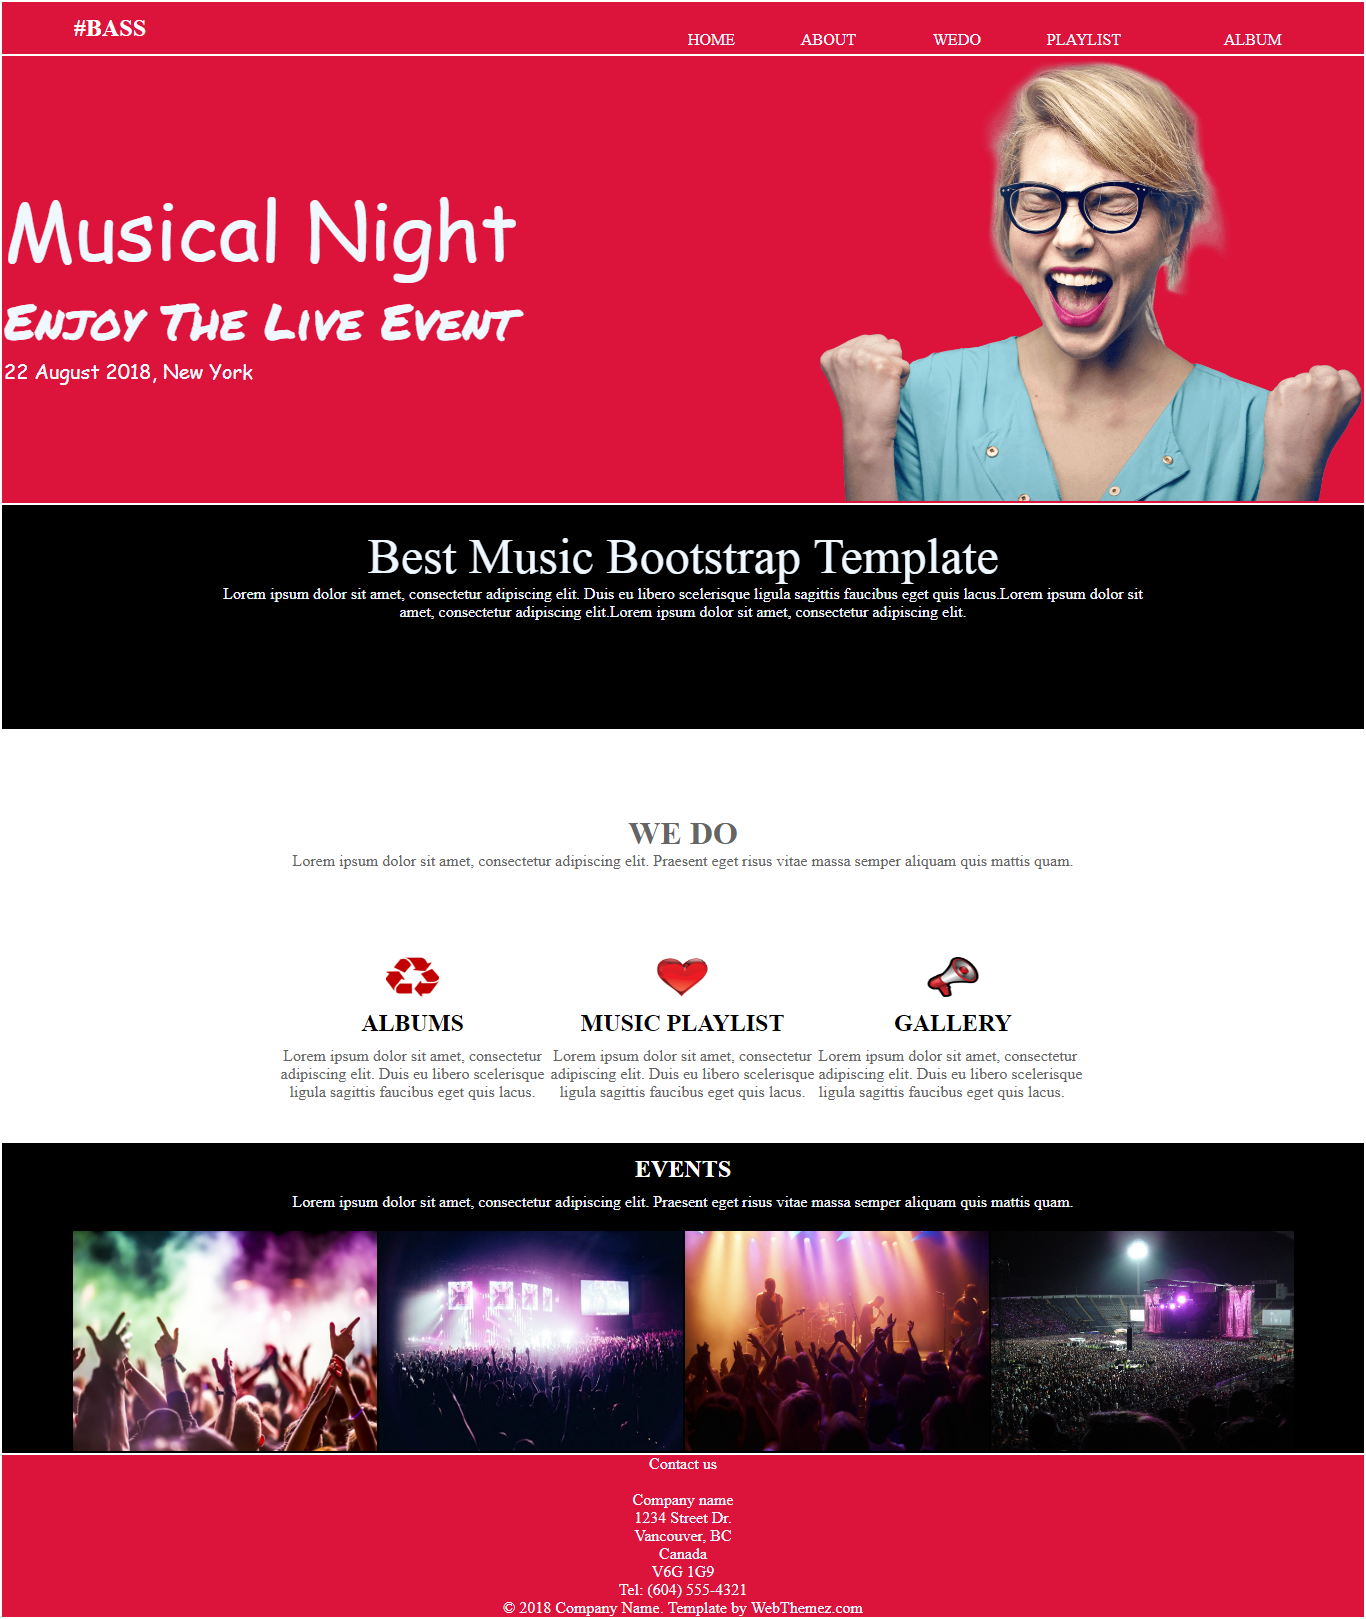 #BASS
HOME ABOUT WEDO PLAYLIST ALBUM
Musical Night
Enjoy The Live Event
22 August 2018, New York
Best Music Bootstrap Template
Lorem ipsum dolor sit amet, consectetur adipiscing elit. Duis eu libero scelerisque ligula sagittis faucibus eget quis lacus.Lorem ipsum dolor sit
amet, consectetur adipiscing elit.Lorem ipsum dolor sit amet, consectetur adipiscing elit.
WE DO
Lorem ipsum dolor sit amet, consectetur adipiscing elit. Praesent eget risus vitae massa semper aliquam quis mattis quam.
ALBUMS
Lorem ipsum dolor sit amet, consectetur
adipiscing elit. Duis eu libero scelerisque
ligula sagittis faucibus eget quis lacus.
MUSIC PLAYLIST
Lorem ipsum dolor sit amet, consectetur
adipiscing elit. Duis eu libero scelerisque
ligula sagittis faucibus eget quis lacus.
GALLERY
Lorem ipsum dolor sit amet, consectetur
adipiscing elit. Duis eu libero scelerisque
ligula sagittis faucibus eget quis lacus.
EVENTS
Lorem ipsum dolor sit amet, consectetur adipiscing elit. Praesent eget risus vitae massa semper aliquam quis mattis quam.
Contact us
Company name
1234 Street Dr.
Vancouver, BC
Canada
V6G 1G9
Tel: (604) 555-4321
© 2018 Company Name. Template by WebThemez.com